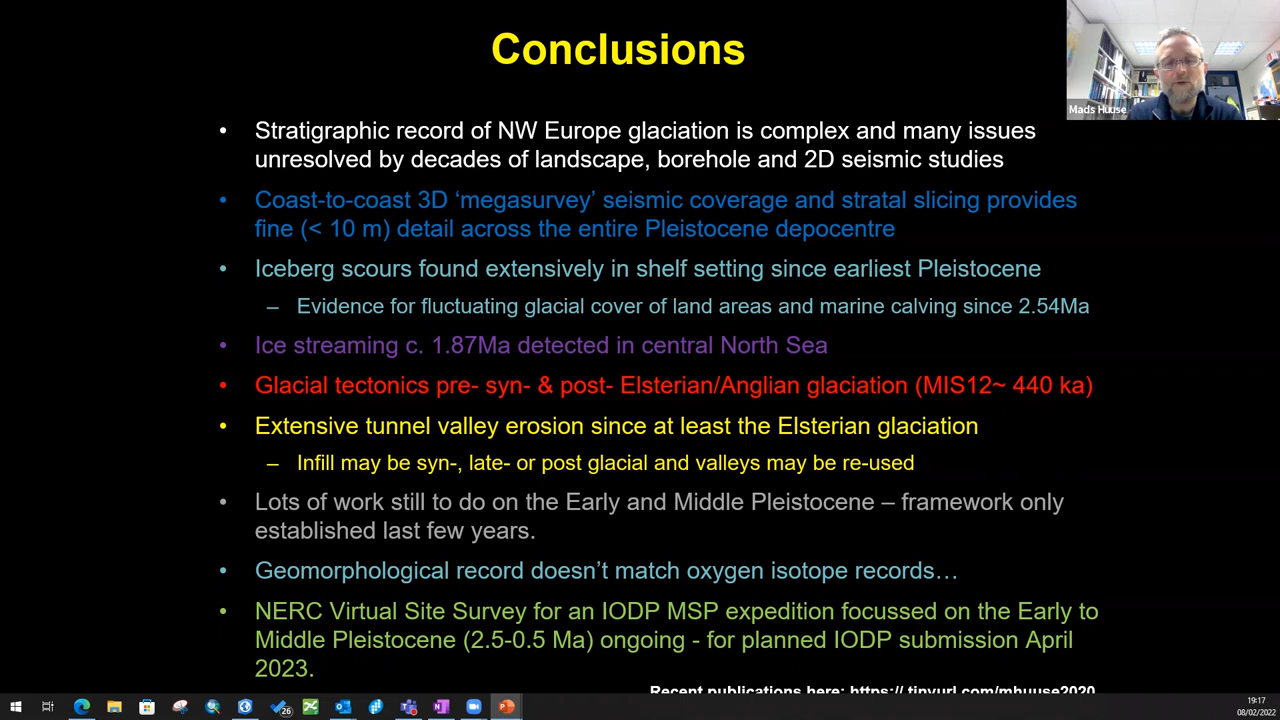 Conclusions
Mads Huuse
• Stratigraphic record of NW Europe glaciation is complex and many issues
unresolved by decades of landscape, borehole and 2D seismic studies
• Coast-to-coast 3D ‘megasurvey’ seismic coverage and stratal slicing provides
fine (< 10 m) detail across the entire Pleistocene depocentre
• Iceberg scours found extensively in shelf setting since earliest Pleistocene
– Evidence for fluctuating glacial cover of land areas and marine calving since 2.54Ma
• Ice streaming c. 1.87Ma detected in central North Sea
• Glacial tectonics pre- syn- & post- Elsterian/Anglian glaciation (MIS12~ 440 ka)
• Extensive tunnel valley erosion since at least the Elsterian glaciation
– Infill may be syn-, late- or post glacial and valleys may be re-used
• Lots of work still to do on the Early and Middle Pleistocene – framework only
established last few years.
• Geomorphological record doesn’t match oxygen isotope records…
• NERC Virtual Site Survey for an IODP MSP expedition focussed on the Early to
Middle Pleistocene (2.5-0.5 Ma) ongoing - for planned IODP submission April
2023.
Recent publications here: https:// tinyurl.com/mhuuse2020
26
19:17
08/02/2022